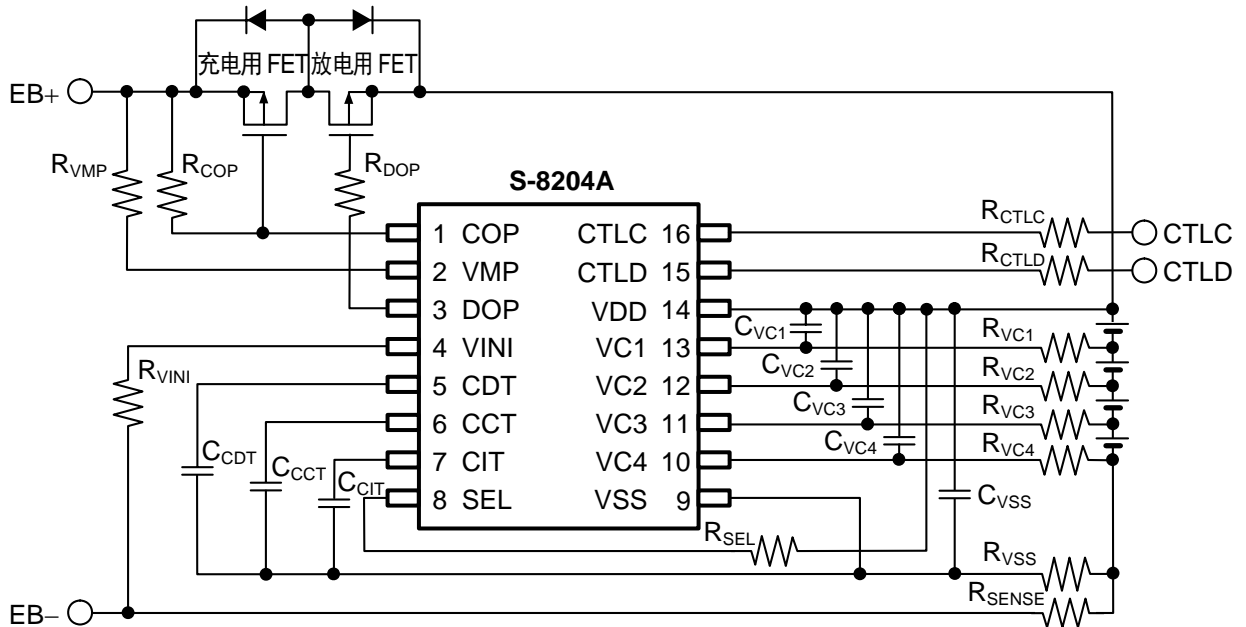 充电用 FET 放电用 FET
EB+
RVMP
RCOP
RDOP
S-8204A
1 COP
2 VMP
3 DOP
4 VINI
5 CDT
6 CCT
7 CIT
8 SEL
CTLC 16
CTLD 15
VDD 14
VC1 13
VC2 12
VC3 11
VC4 10
VSS 9
RCTLC
CTLC
RCTLD
CTLD
CVC1
RVC1
CVC2
RVC2
CVC3
RVC3
CVC4
RVC4
RVINI
CCDT
CCCT
CCIT
CVSS
RSEL
RVSS
RSENSE
EB−